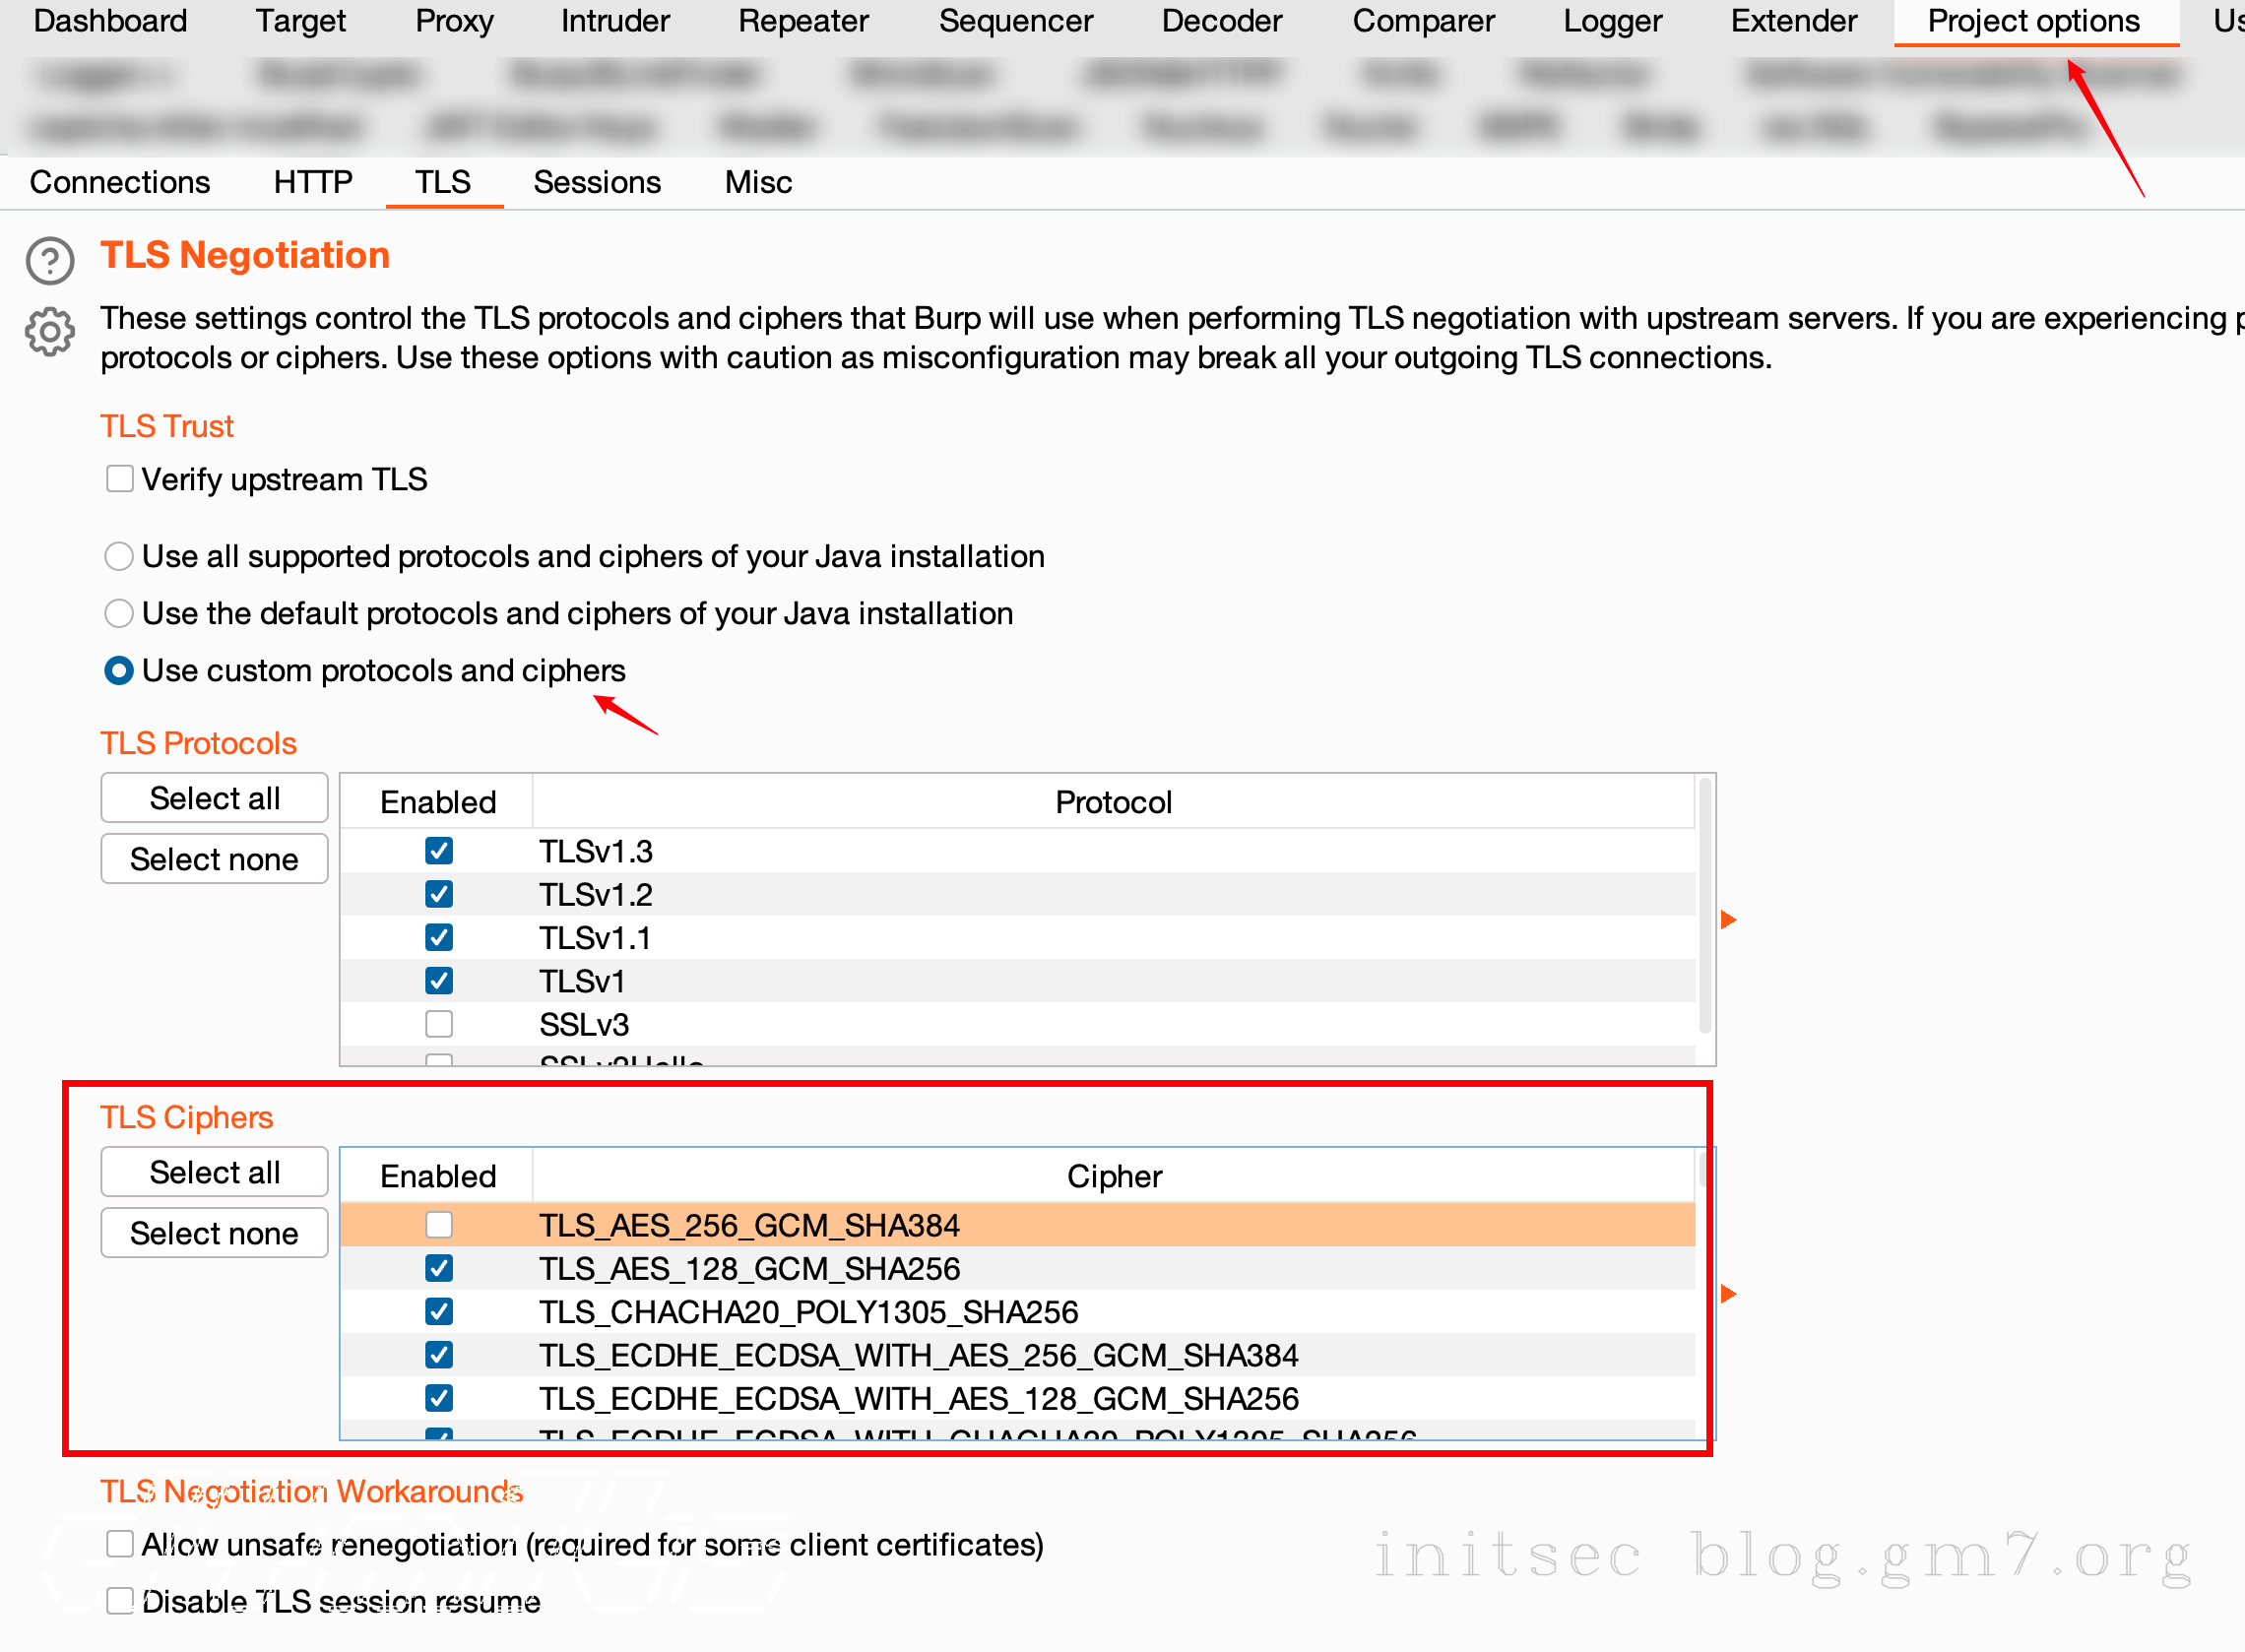 Dashboard Target Proxy Intruder Repeater Sequencer Decoder Comparer Logger Extender Project options Us
Connections HTTP TLS Sessions Misc
TLS Negotiation
These settings control the TLS protocols and ciphers that Burp will use when performing TLS negotiation with upstream servers. If you are experiencing p
protocols or ciphers. Use these options with caution as misconfiguration may break all your outgoing TLS connections.
TLS Trust
Verify upstream TLS
Use all supported protocols and ciphers of your Java installation
Use the default protocols and ciphers of your Java installation
Use custom protocols and ciphers
TLS Protocols
Select all
Select none
Enabled Protocol
TLSv1.3
TLSv1.2
TLSv1.1
TLSv1
SSLv3
SSLv2Hello
TLS Ciphers
Select all
Select none
Enabled Cipher
TLS_AES_256_GCM_SHA384
TLS_AES_128_GCM_SHA256
TLS_CHACHA20_POLY1305_SHA256
TLS_ECDHE_ECDSA_WITH_AES_256_GCM_SHA384
TLS_ECDHE_ECDSA_WITH_AES_128_GCM_SHA256
TLS_ECDHE_ECDSA_WITH_CHACHA20_POLY1305_SHA256
TLS Negotiation Workarounds
Allow unsafe renegotiation (required for some client certificates)
Disable TLS session resume
initsec blog.gm7.org